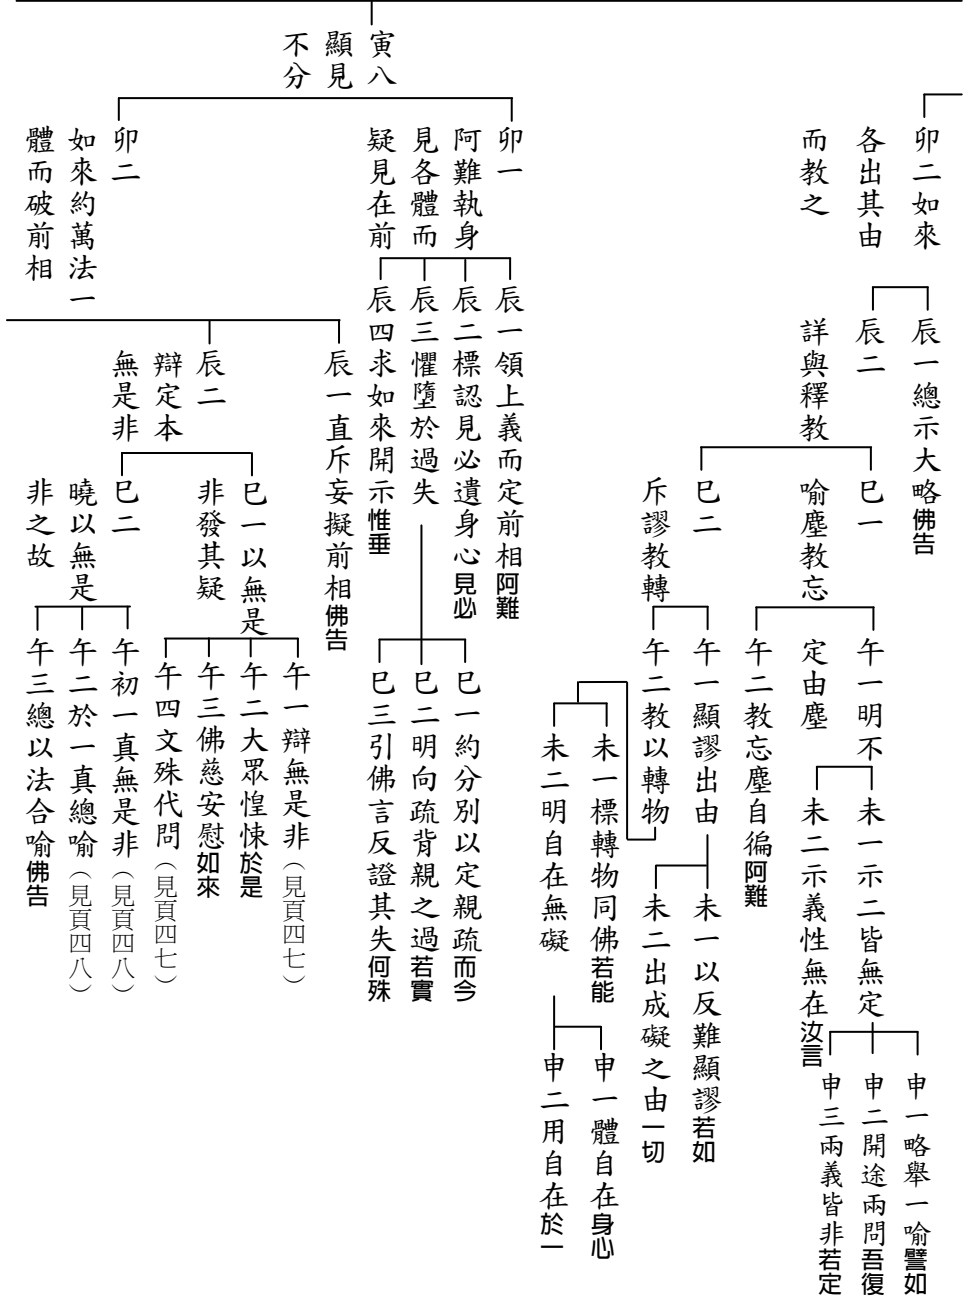 卯二如來
各出其由
而教之
辰一總示大略佛告
辰二
詳與釋教
巳一
喻塵教忘
午一明不
定由塵
未一示二皆無定
申一略舉一喻譬如
申二開途兩問吾復
申三兩義皆非若定
未二示義性無在汝言
午二教忘塵自徧阿難
巳二
斥謬教轉
午一顯謬出由
未一以反難顯謬若如
未二出成礙之由一切
午二教以轉物
未一標轉物同佛若能
未二明自在無礙
申一體自在身心
申二用自在於一
寅八
顯見
不分
卯一
阿難執身
見各體而
疑見在前
辰一領上義而定前相阿難
辰二標認見必遺身心見必
辰三懼墮於過失
巳一約分別以定親疏而今
巳二明向疏背親之過若實
巳三引佛言反證其失何殊
辰四求如來開示惟垂
卯二
如來約萬法一
體而破前相
辰一直斥妄擬前相佛告
辰二
辯定本
無是非
巳一以無是
非發其疑
午一辯無是非（見頁四七）
午二大眾惶悚於是
午三佛慈安慰如來
午四文殊代問（見頁四七）
巳二
曉以無是
非之故
午初一真無是非（見頁四八）
午二於一真總喻（見頁四八）
午三總以法合喻佛告